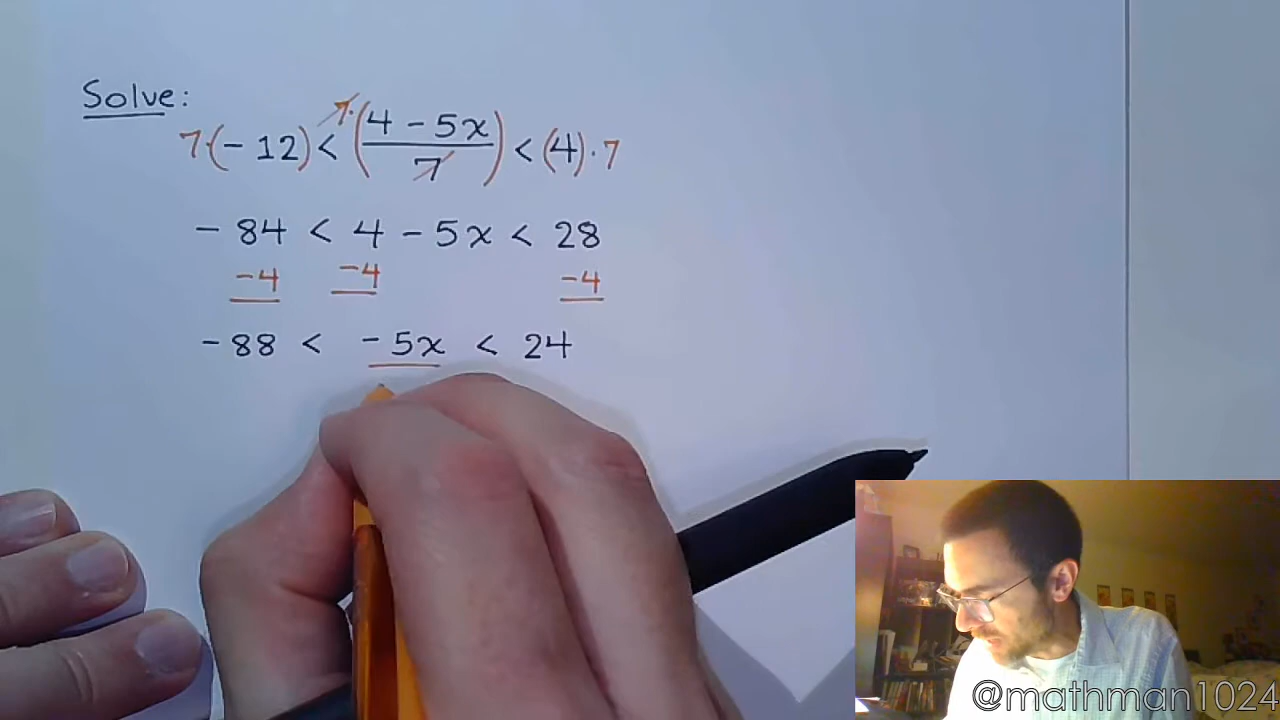 Solve:
7·(-12) < 7·(4 - 5x / 7) < (4)·7
-84 < 4 - 5x < 28
-4 -4 -4
-88 < -5x < 24
@mathman1024